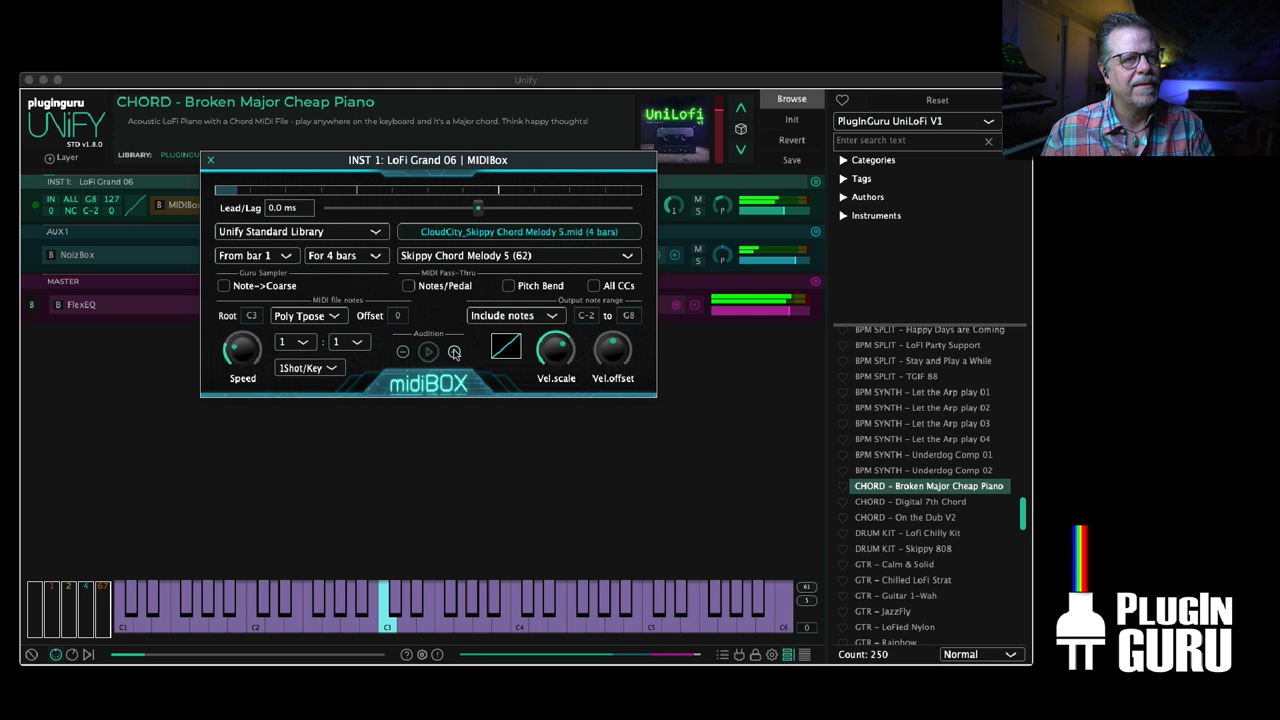 Unify
pluginguru
UNIFY
STD v1.8.0
CHORD - Broken Major Cheap Piano
Acoustic LoFi Piano with a Chord MIDI File - play anywhere on the keyboard and it's a Major chord. Think happy thoughts!
LIBRARY: PLUGINGU
UniLofi
V1
Browse
Init
Revert
Save
Reset
PlugInGuru UniLoFi V1
Enter search text
Categories
Tags
Authors
Instruments
Layer
INST 1: LoFi Grand 06
IN ALL G8 127
0 NC C-2 0
B MIDIBo
1
M
S
P
AUX 1
B NoizBox
M
S
P
MASTER
B
B FlexEQ
X
INST 1: LoFi Grand 06 | MIDIBox
Lead/Lag 0.0 ms
Unify Standard Library
CloudCity_Skippy Chord Melody 5.mid (4 bars)
From bar 1
For 4 bars
Skippy Chord Melody 5 (62)
Guru Sampler
MIDI Pass-Thru
Note->Coarse
Notes/Pedal
Pitch Bend
All CCs
MIDI file notes
Output note range
Root C3 Poly Tpose Offset 0
Include notes C-2 to G8
Audition
1 : 1
1Shot/Key
Speed
midiBOX
Vel.scale
Vel.offset
BPM SPLIT - Happy Days are Coming
BPM SPLIT - LoFi Party Support
BPM SPLIT - Stay and Play a While
BPM SPLIT - TGIF 88
BPM SYNTH - Let the Arp play 01
BPM SYNTH - Let the Arp play 02
BPM SYNTH - Let the Arp play 03
BPM SYNTH - Let the Arp play 04
BPM SYNTH - Underdog Comp 01
BPM SYNTH - Underdog Comp 02
CHORD - Broken Major Cheap Piano
CHORD - Digital 7th Chord
CHORD - On the Dub V2
DRUM KIT - Lofi Chilly Kit
DRUM KIT - Skippy 808
GTR - Calm & Solid
GTR - Chilled LoFi Strat
GTR - Guitar 1-Wah
GTR - JazzFly
GTR - LoFied Nylon
GTR - Rainbow
Count: 250
Normal
1 2 4 67
C1 C2 C3 C4 C5 C6
61
5
0
PLUGIN
GURU